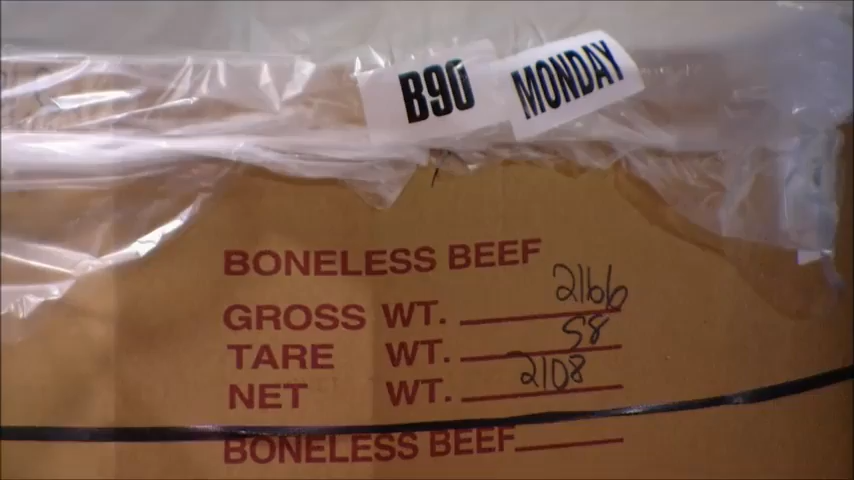 B90 MONDAY
BONELESS BEEF
GROSS WT. 2166
TARE WT. 58
NET WT. 2108
BONELESS BEEF